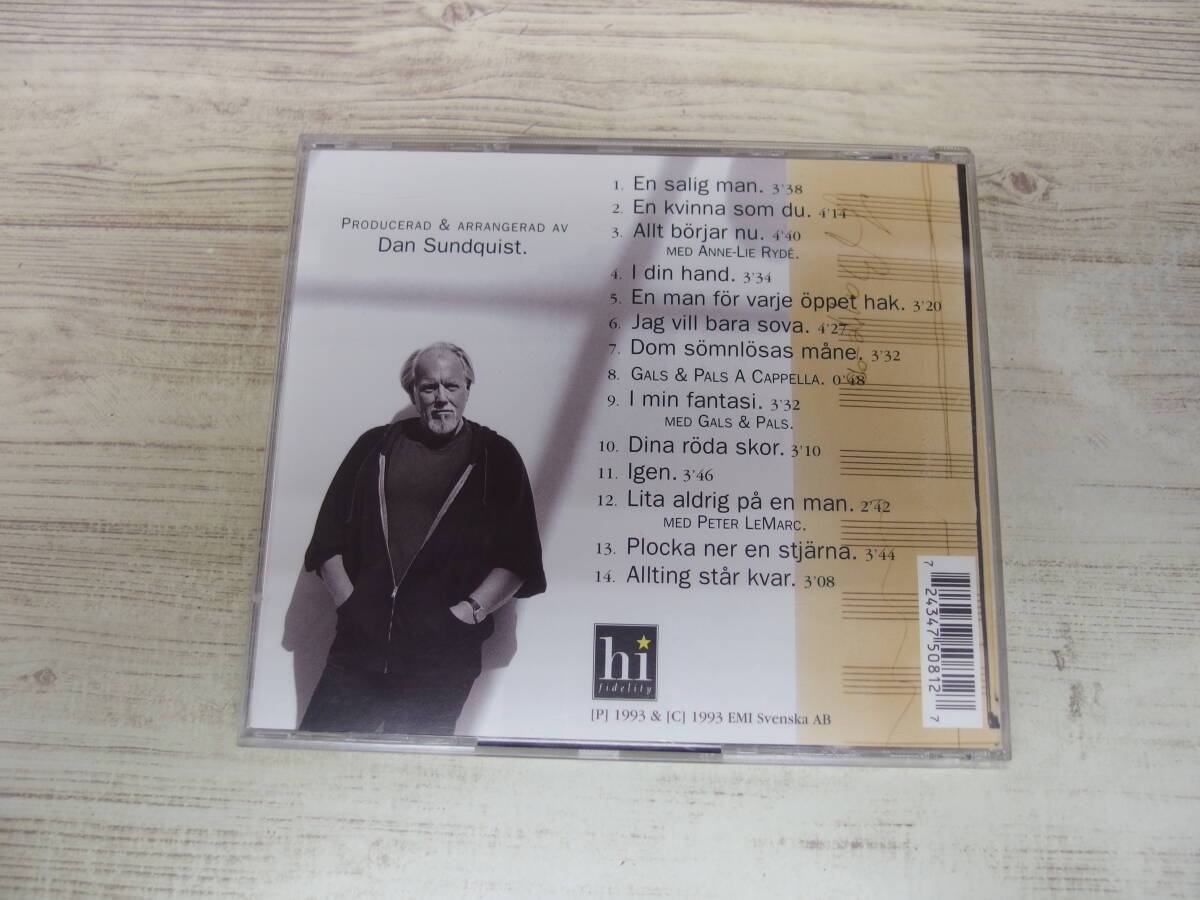 PRODUCERAD & ARRANGERAD AV
Dan Sundquist.
1. En salig man. 3'38
2. En kvinna som du. 4'14
3. Allt börjar nu. 4'40
MED ANNE-LIE RYDÉ.
4. I din hand. 3'34
5. En man för varje öppet hak. 3'20
6. Jag vill bara sova. 4'27
7. Dom sömnlösas måne. 3'32
8. GALS & PALS A CAPPELLA. 0'48
9. I min fantasi. 3'32
MED GALS & PALS.
10. Dina röda skor. 3'10
11. Igen. 3'46
12. Lita aldrig på en man. 2'42
MED PETER LEMARC.
13. Plocka ner en stjärna. 3'44
14. Allting står kvar. 3'08
hi
fidelity
[P] 1993 & [C] 1993 EMI Svenska AB
7 24347 50812 7